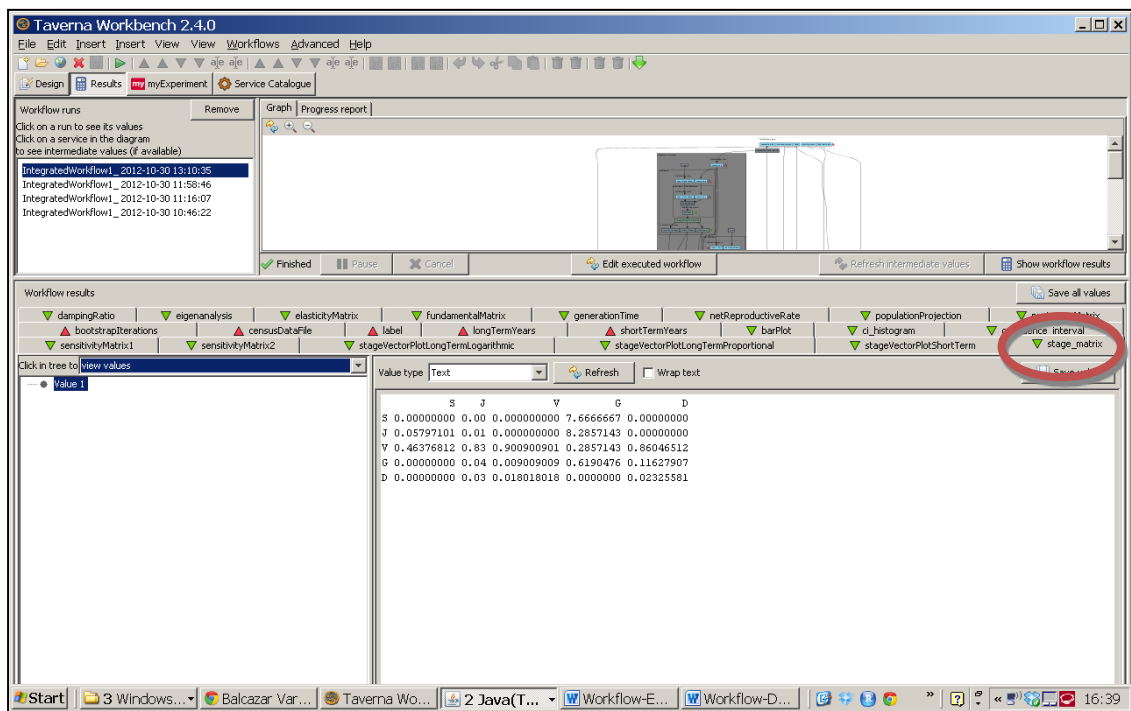 Taverna Workbench 2.4.0
File Edit Insert Insert View View Workflows Advanced Help
Design Results my myExperiment Service Catalogue
Workflow runs Remove
Click on a run to see its values
Click on a service in the diagram
to see intermediate values (if available)
IntegratedWorkflow1_ 2012-10-30 13:10:35
IntegratedWorkflow1_ 2012-10-30 11:58:46
IntegratedWorkflow1_ 2012-10-30 11:16:07
IntegratedWorkflow1_ 2012-10-30 10:46:22
Graph Progress report
Finished Pause Cancel Edit executed workflow Refresh intermediate values Show workflow results
Workflow results Save all values
dampingRatio eigenanalysis elasticityMatrix fundamentalMatrix generationTime netReproductiveRate populationProjection
bootstrapIterations censusDataFile label longTermYears shortTermYears barPlot ci_histogram interval
sensitivityMatrix1 sensitivityMatrix2 stageVectorPlotLongTermLogarithmic stageVectorPlotLongTermProportional stageVectorPlotShortTerm stage_matrix
Click in tree to view values
Value 1
Value type Text Refresh Wrap text
S J V G D
S 0.00000000 0.00 0.000000000 7.6666667 0.00000000
J 0.05797101 0.01 0.000000000 8.2857143 0.00000000
V 0.46376812 0.83 0.900900901 0.2857143 0.86046512
G 0.00000000 0.04 0.009009009 0.6190476 0.11627907
D 0.00000000 0.03 0.018018018 0.0000000 0.02325581
Start 3 Windows... Balcazar Var... Taverna Wo... 2 Java(T... Workflow-E... Workflow-D... » « 16:39